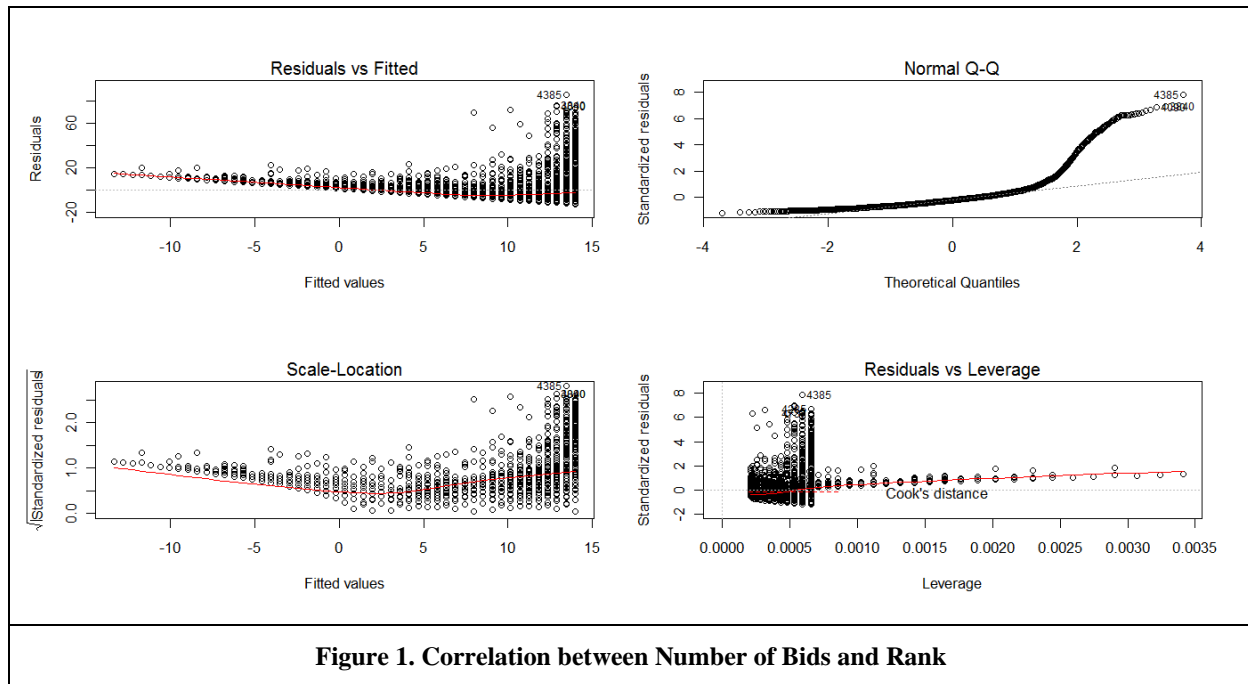 Residuals vs Fitted
Residuals
-20 20 60
4385
-10 -5 0 5 10 15
Fitted values
Normal Q-Q
Standardized residuals
0 2 4 6 8
4385
-4 -2 0 2 4
Theoretical Quantiles
Scale-Location
√|Standardized residuals|
0.0 1.0 2.0
4385
-10 -5 0 5 10 15
Fitted values
Residuals vs Leverage
Standardized residuals
-2 0 2 4 6 8
4385
Cook's distance
0.0000 0.0005 0.0010 0.0015 0.0020 0.0025 0.0030 0.0035
Leverage
Figure 1. Correlation between Number of Bids and Rank